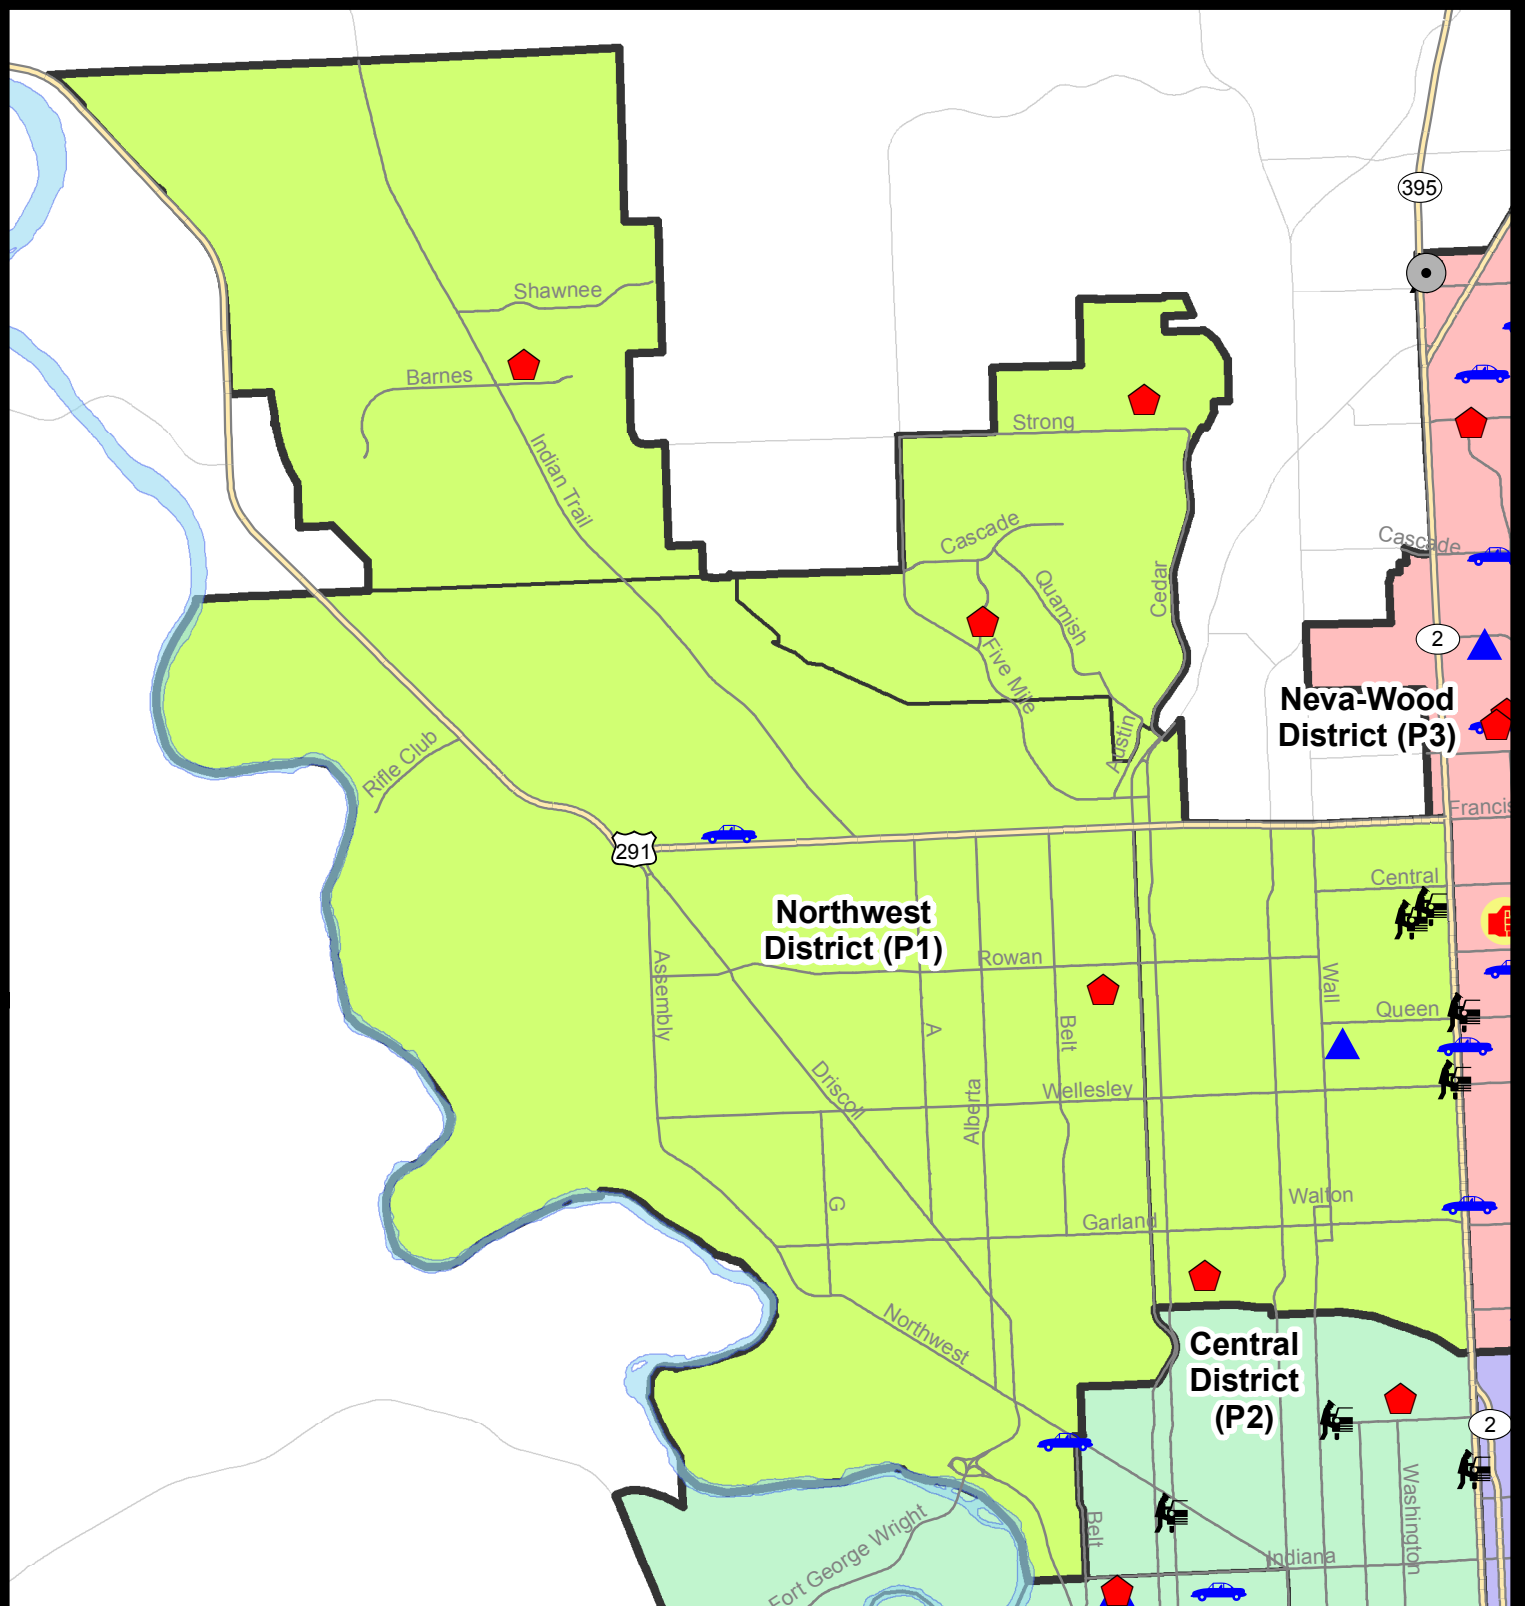 395
Shawnee
Barnes
Strong
Indian Trail
Cascade
Cascade
Quamish
Cedar
2
Five Mile
Neva-Wood
District (P3)
Austin
Rifle Club
Francis
291
Central
Northwest
District (P1)
Rowan
Assembly
Wall
Queen
A
Belt
Driscoll
Wellesley
Alberta
Walton
G
Garland
Northwest
Central
District
(P2)
2
Washington
Belt
Fort George Wright
Indiana